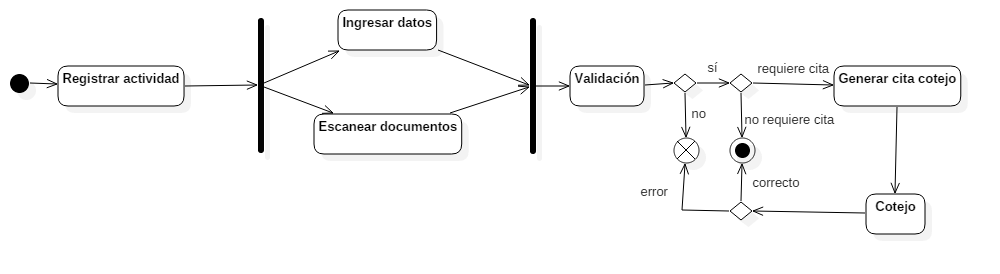 Ingresar datos
Registrar actividad
Escanear documentos
Validación
sí
requiere cita
Generar cita cotejo
no
no requiere cita
error
correcto
Cotejo